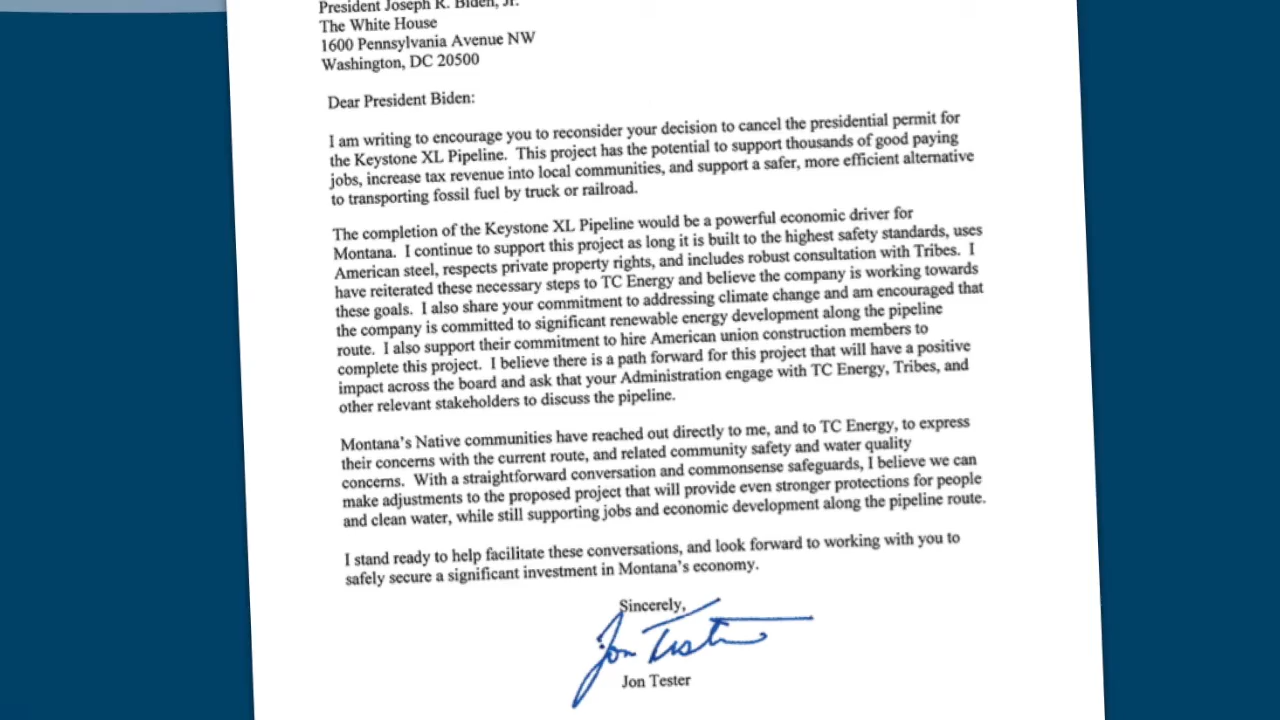 President Joseph R. Biden, Jr.
The White House
1600 Pennsylvania Avenue NW
Washington, DC 20500
Dear President Biden:
I am writing to encourage you to reconsider your decision to cancel the presidential permit for
the Keystone XL Pipeline. This project has the potential to support thousands of good paying
jobs, increase tax revenue into local communities, and support a safer, more efficient alternative
to transporting fossil fuel by truck or railroad.
The completion of the Keystone XL Pipeline would be a powerful economic driver for
Montana. I continue to support this project as long it is built to the highest safety standards, uses
American steel, respects private property rights, and includes robust consultation with Tribes. I
have reiterated these necessary steps to TC Energy and believe the company is working towards
these goals. I also share your commitment to addressing climate change and am encouraged that
the company is committed to significant renewable energy development along the pipeline
route. I also support their commitment to hire American union construction members to
complete this project. I believe there is a path forward for this project that will have a positive
impact across the board and ask that your Administration engage with TC Energy, Tribes, and
other relevant stakeholders to discuss the pipeline.
Montana's Native communities have reached out directly to me, and to TC Energy, to express
their concerns with the current route, and related community safety and water quality
concerns. With a straightforward conversation and commonsense safeguards, I believe we can
make adjustments to the proposed project that will provide even stronger protections for people
and clean water, while still supporting jobs and economic development along the pipeline route.
I stand ready to help facilitate these conversations, and look forward to working with you to
safely secure a significant investment in Montana's economy.
Sincerely,
Jon Tester
Jon Tester